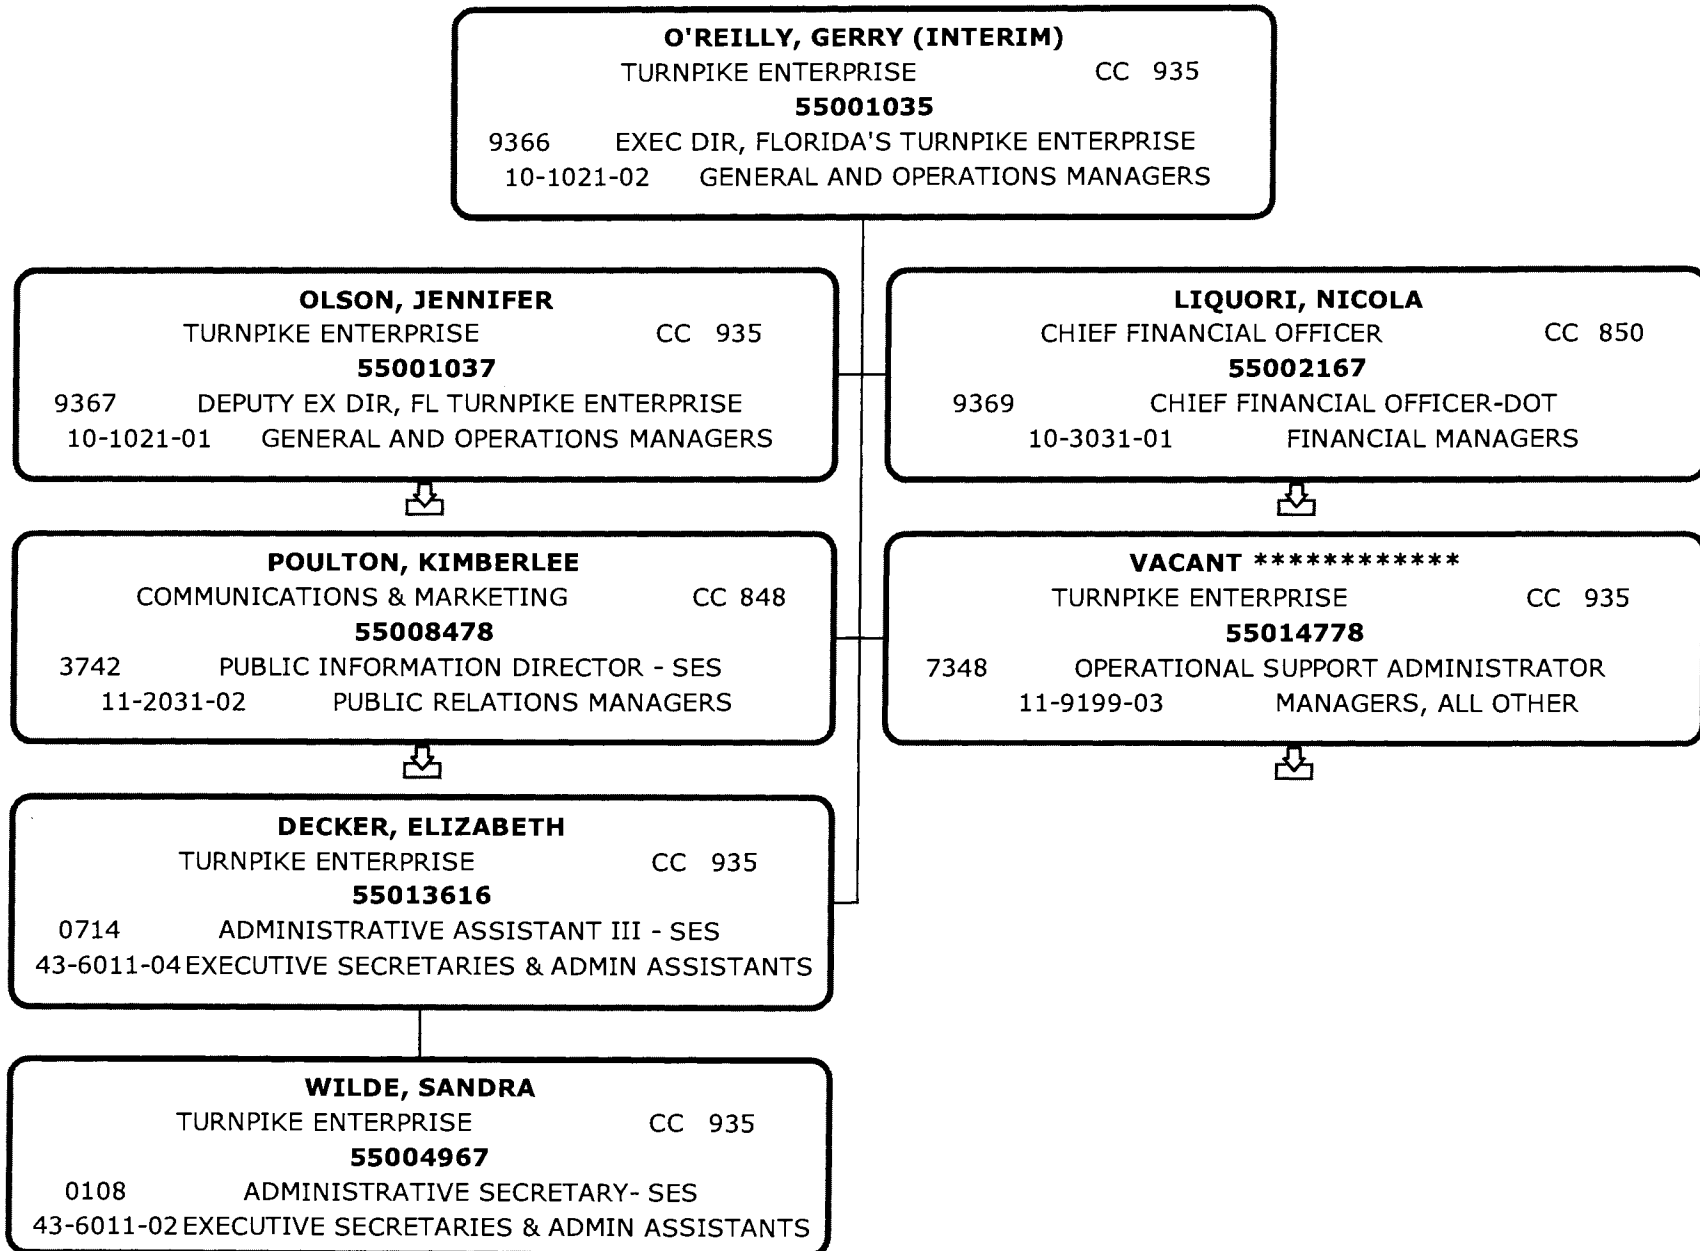 O'REILLY, GERRY (INTERIM)
TURNPIKE ENTERPRISE CC 935
55001035
9366 EXEC DIR, FLORIDA'S TURNPIKE ENTERPRISE
10-1021-02 GENERAL AND OPERATIONS MANAGERS
OLSON, JENNIFER
TURNPIKE ENTERPRISE CC 935
55001037
9367 DEPUTY EX DIR, FL TURNPIKE ENTERPRISE
10-1021-01 GENERAL AND OPERATIONS MANAGERS
LIQUORI, NICOLA
CHIEF FINANCIAL OFFICER CC 850
55002167
9369 CHIEF FINANCIAL OFFICER-DOT
10-3031-01 FINANCIAL MANAGERS
POULTON, KIMBERLEE
COMMUNICATIONS & MARKETING CC 848
55008478
3742 PUBLIC INFORMATION DIRECTOR - SES
11-2031-02 PUBLIC RELATIONS MANAGERS
VACANT ************
TURNPIKE ENTERPRISE CC 935
55014778
7348 OPERATIONAL SUPPORT ADMINISTRATOR
11-9199-03 MANAGERS, ALL OTHER
DECKER, ELIZABETH
TURNPIKE ENTERPRISE CC 935
55013616
0714 ADMINISTRATIVE ASSISTANT III - SES
43-6011-04 EXECUTIVE SECRETARIES & ADMIN ASSISTANTS
WILDE, SANDRA
TURNPIKE ENTERPRISE CC 935
55004967
0108 ADMINISTRATIVE SECRETARY- SES
43-6011-02 EXECUTIVE SECRETARIES & ADMIN ASSISTANTS